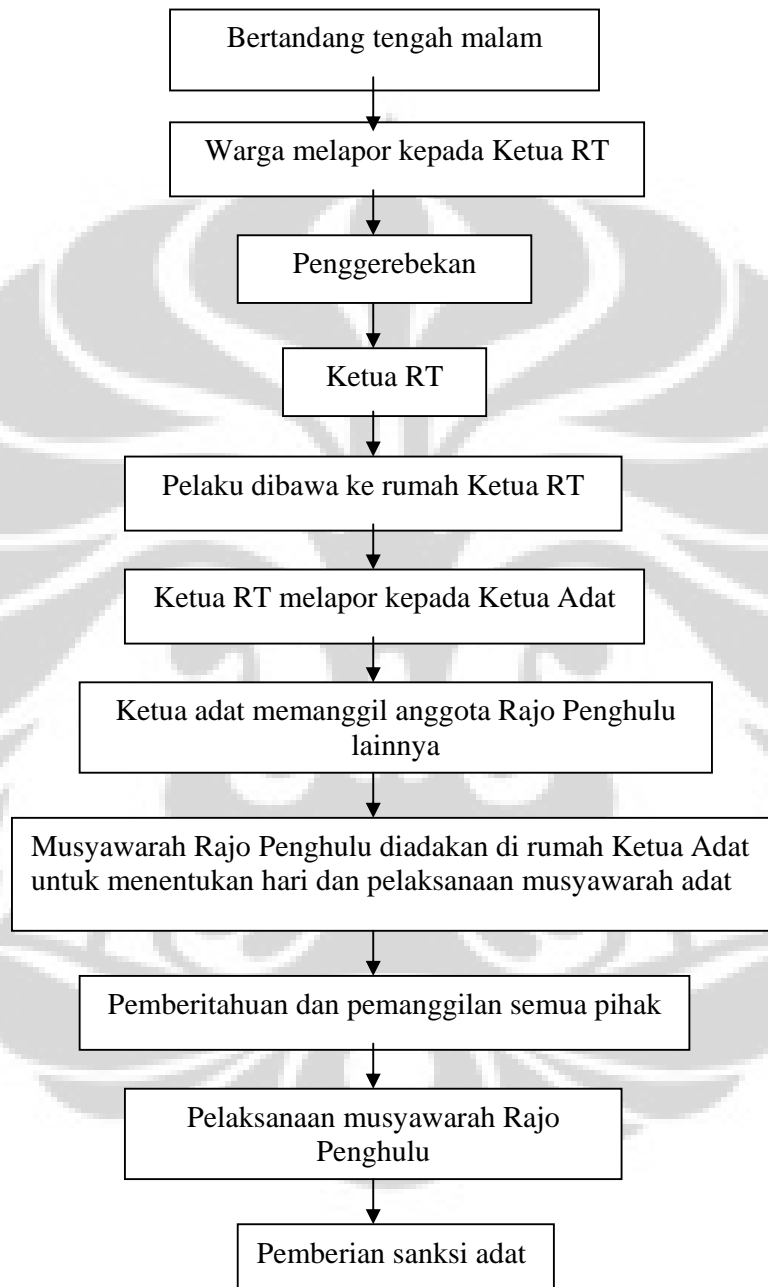 Bertandang tengah malam
Warga melapor kepada Ketua RT
Penggerebekan
Ketua RT
Pelaku dibawa ke rumah Ketua RT
Ketua RT melapor kepada Ketua Adat
Ketua adat memanggil anggota Rajo Penghulu
lainnya
Musyawarah Rajo Penghulu diadakan di rumah Ketua Adat
untuk menentukan hari dan pelaksanaan musyawarah adat
Pemberitahuan dan pemanggilan semua pihak
Pelaksanaan musyawarah Rajo
Penghulu
Pemberian sanksi adat